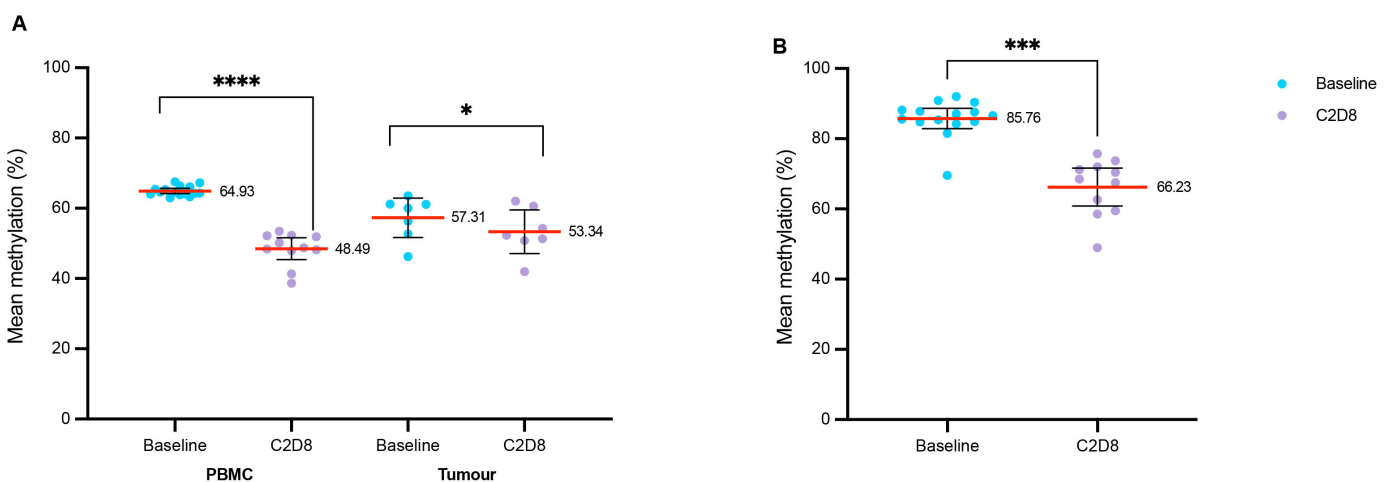 A
Mean methylation (%)
100
80
60
40
20
0
****
*
64.93
48.49
57.31
53.34
Baseline
C2D8
Baseline
C2D8
PBMC
Tumour
B
Mean methylation (%)
100
80
60
40
20
0
***
85.76
66.23
Baseline
C2D8
Baseline
C2D8